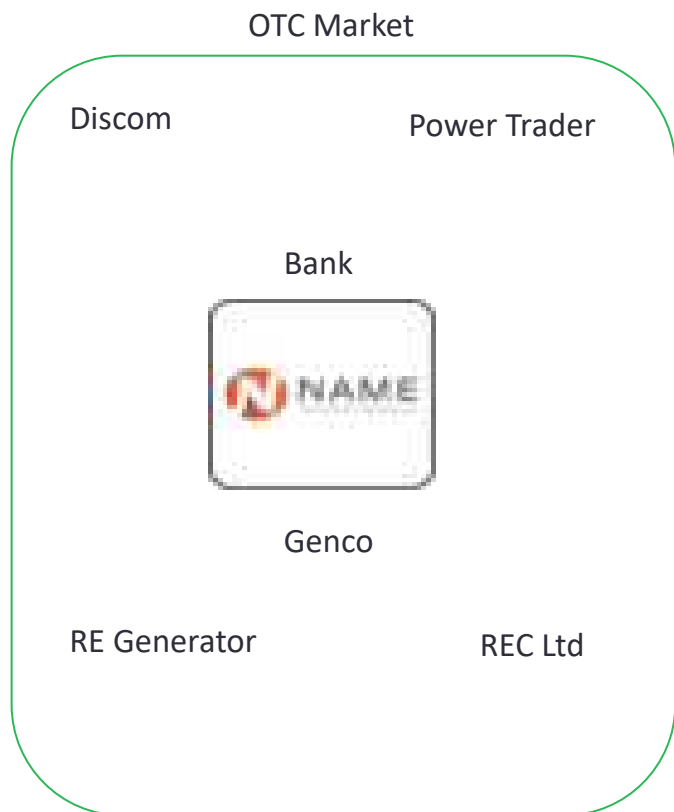 OTC Market
Discom
Power Trader
Bank
NAME
Genco
RE Generator
REC Ltd